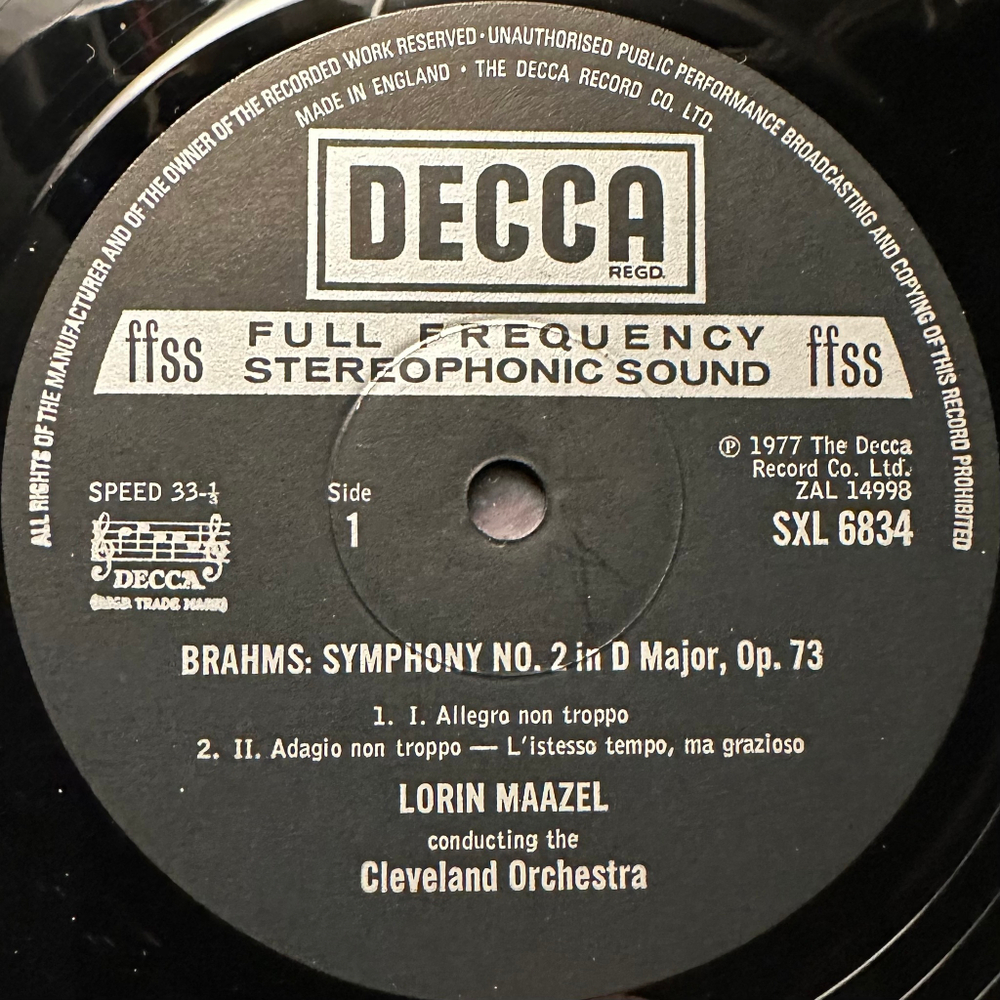 ALL RIGHTS OF THE MANUFACTURER AND OF THE OWNER OF THE RECORDED WORK RESERVED · UNAUTHORISED PUBLIC PERFORMANCE BROADCASTING AND COPYING OF THIS RECORD PROHIBITED
MADE IN ENGLAND · THE DECCA RECORD CO. LTD.
DECCA
REGD.
ffss FULL FREQUENCY ffss
STEREOPHONIC SOUND
℗ 1977 The Decca
Record Co. Ltd.
ZAL 14998
SXL 6834
SPEED 33-⅓
Side
1
DECCA
(REGD TRADE MARK)
BRAHMS: SYMPHONY NO. 2 in D Major, Op. 73
1. I. Allegro non troppo
2. II. Adagio non troppo — L'istesso tempo, ma grazioso
LORIN MAAZEL
conducting the
Cleveland Orchestra